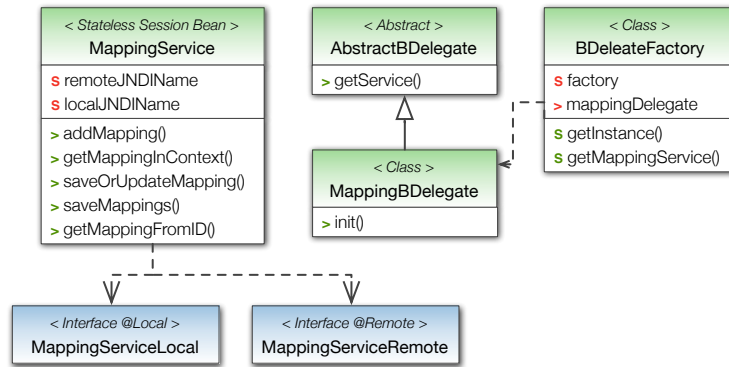 < Stateless Session Bean >
MappingService
S remoteJNDIName
S localJNDIName
> addMapping()
> getMappingInContext()
> saveOrUpdateMapping()
> saveMappings()
> getMappingFromID()
< Abstract >
AbstractBDelegate
> getService()
< Class >
BDeleateFactory
S factory
> mappingDelegate
S getInstance()
S getMappingService()
< Class >
MappingBDelegate
> init()
< Interface @Local >
MappingServiceLocal
< Interface @Remote >
MappingServiceRemote